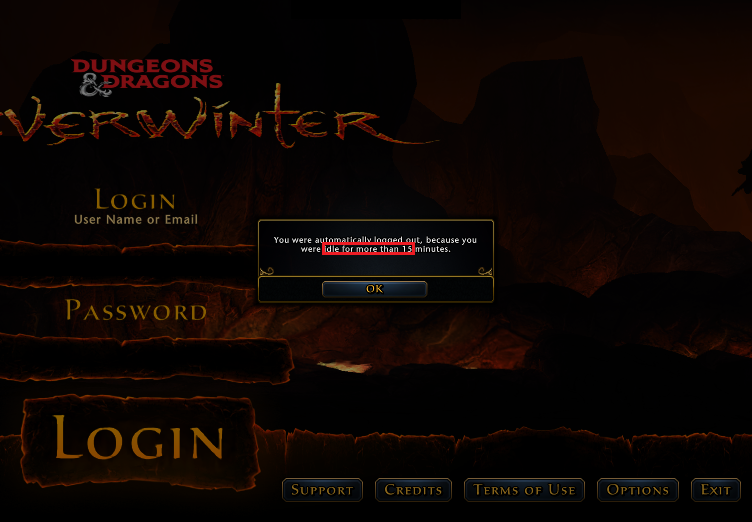 DUNGEONS
& DRAGONS
VERWINTER
LOGIN
User Name or Email
You were automatically logged out, because you
were idle for more than 15 minutes.
OK
PASSWORD
LOGIN
SUPPORT
CREDITS
TERMS OF USE
OPTIONS
EXIT